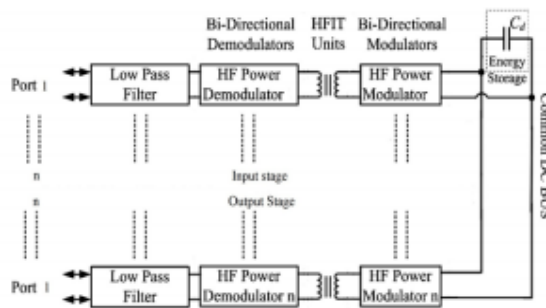 Bi-Directional
Demodulators
HFIT
Units
Bi-Directional
Modulators
C_d
Energy
Storage
Common DC BUS
Port 1
Low Pass
Filter
HF Power
Demodulator
HF Power
Modulator
n
Input stage
n
Output Stage
Port 1
Low Pass
Filter
HF Power
Demodulator n
HF Power
Modulator n